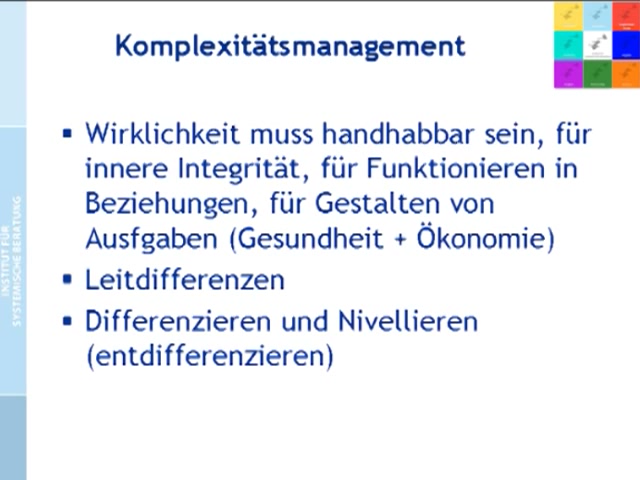 Komplexitätsmanagement
▪ Wirklichkeit muss handhabbar sein, für
innere Integrität, für Funktionieren in
Beziehungen, für Gestalten von
Ausfgaben (Gesundheit + Ökonomie)
▪ Leitdifferenzen
▪ Differenzieren und Nivellieren
(entdifferenzieren)
INSTITUT FÜR
SYSTEMISCHE BERATUNG